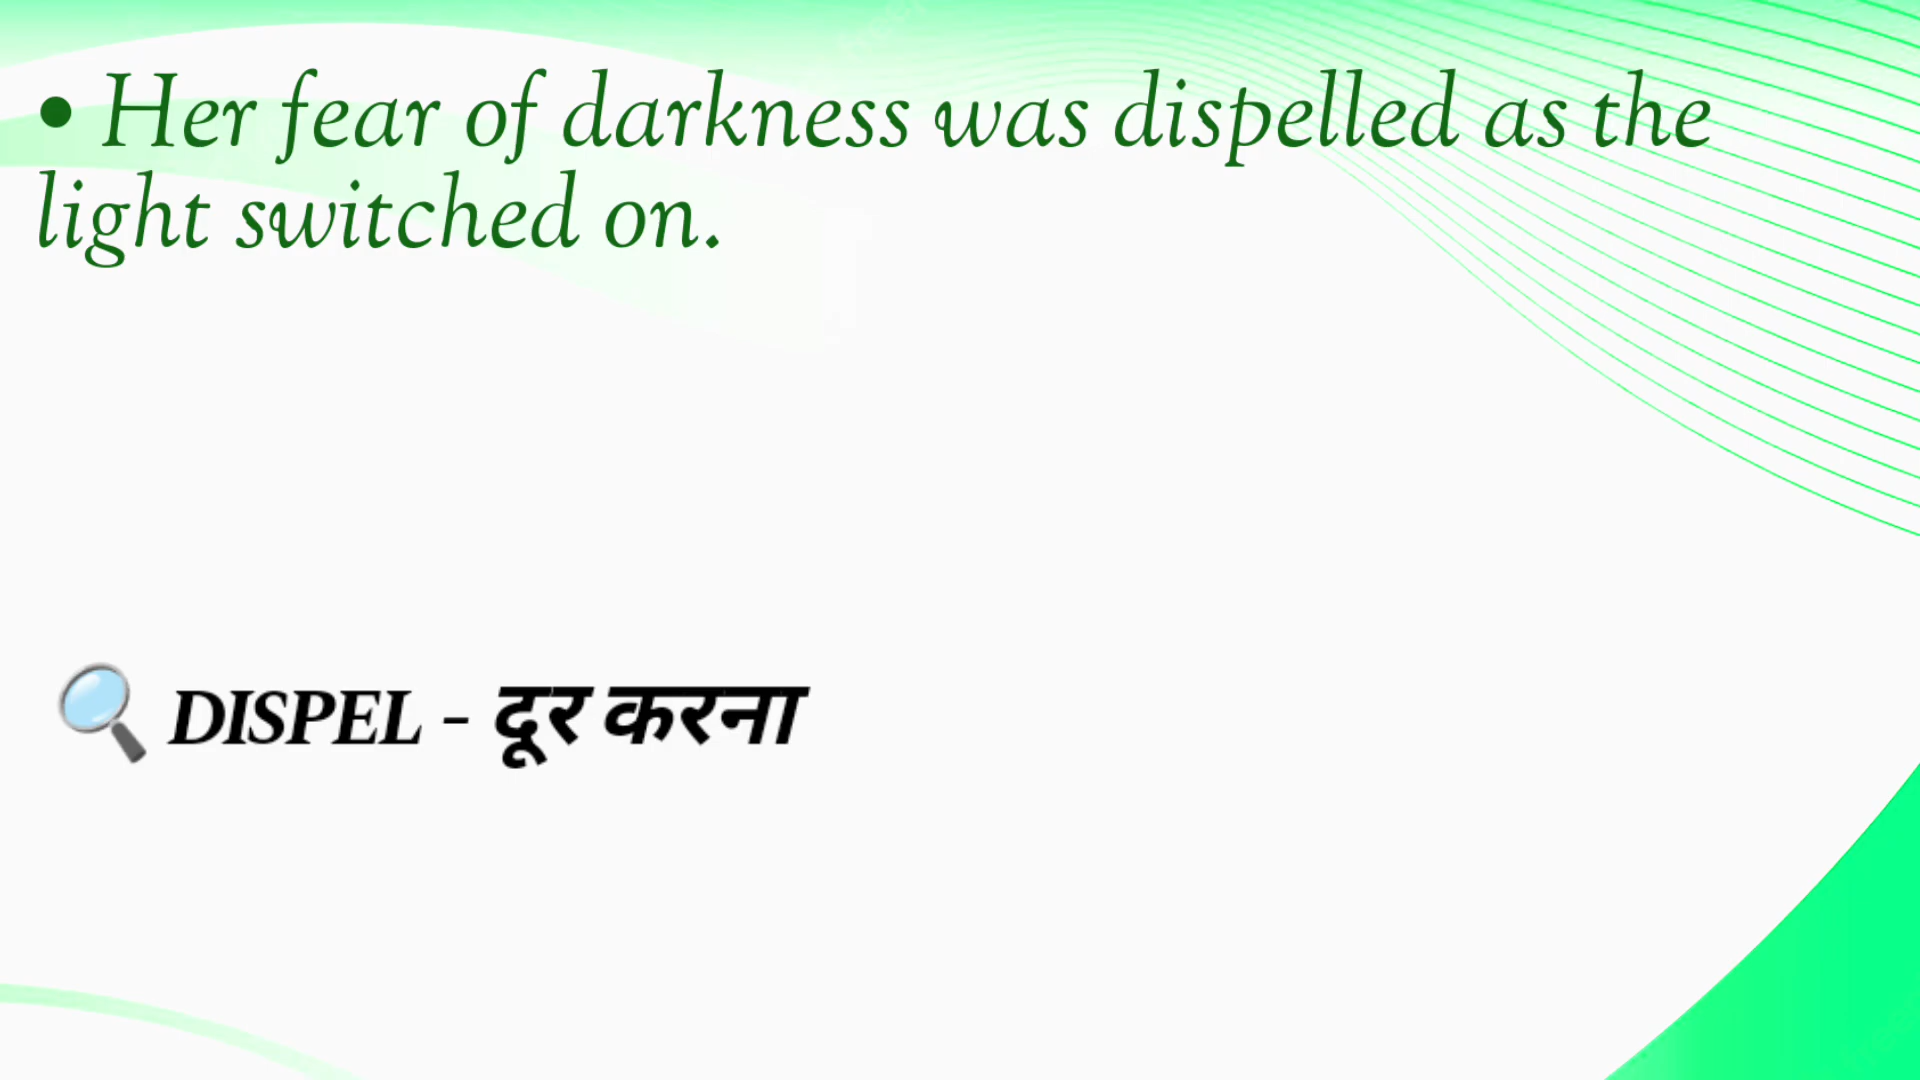 • Her fear of darkness was dispelled as the
light switched on.
🔍 DISPEL - दूर करना